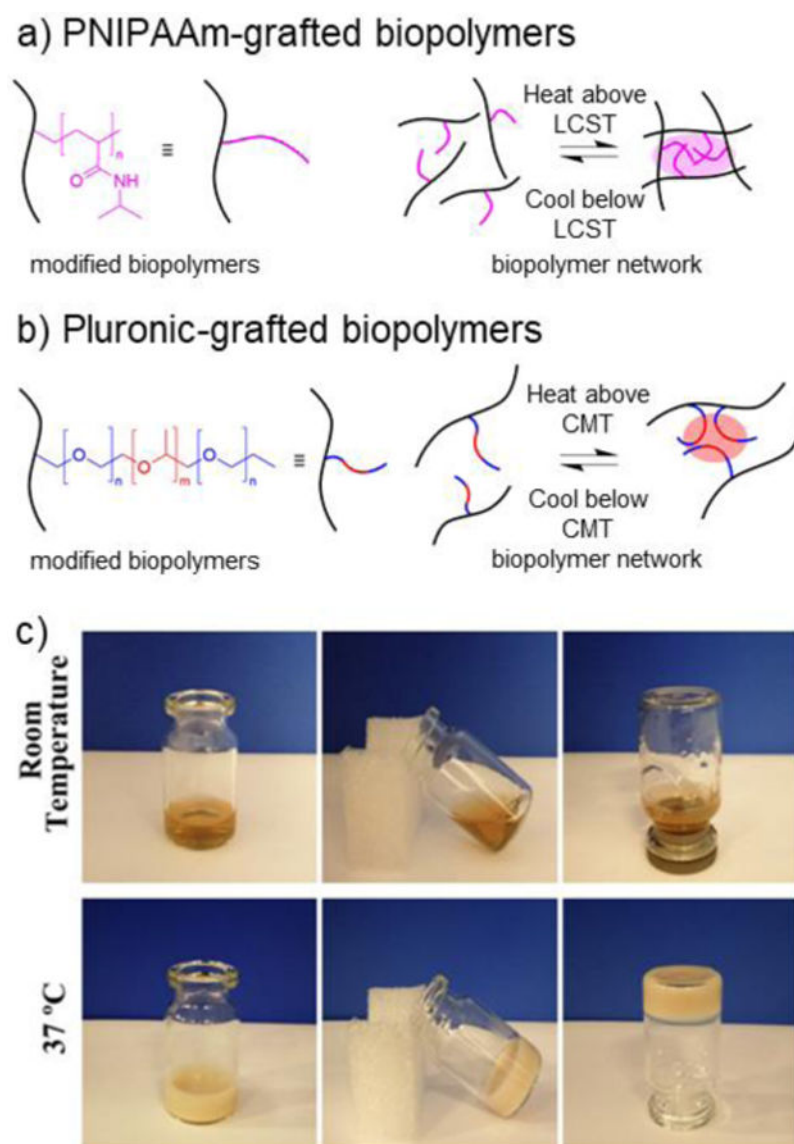 a) PNIPAAm-grafted biopolymers
n
O
NH
≡
modified biopolymers
Heat above
LCST
Cool below
LCST
biopolymer network
b) Pluronic-grafted biopolymers
O
n
O
m
O
n
≡
modified biopolymers
Heat above
CMT
Cool below
CMT
biopolymer network
c)
Room
Temperature
37 ºC